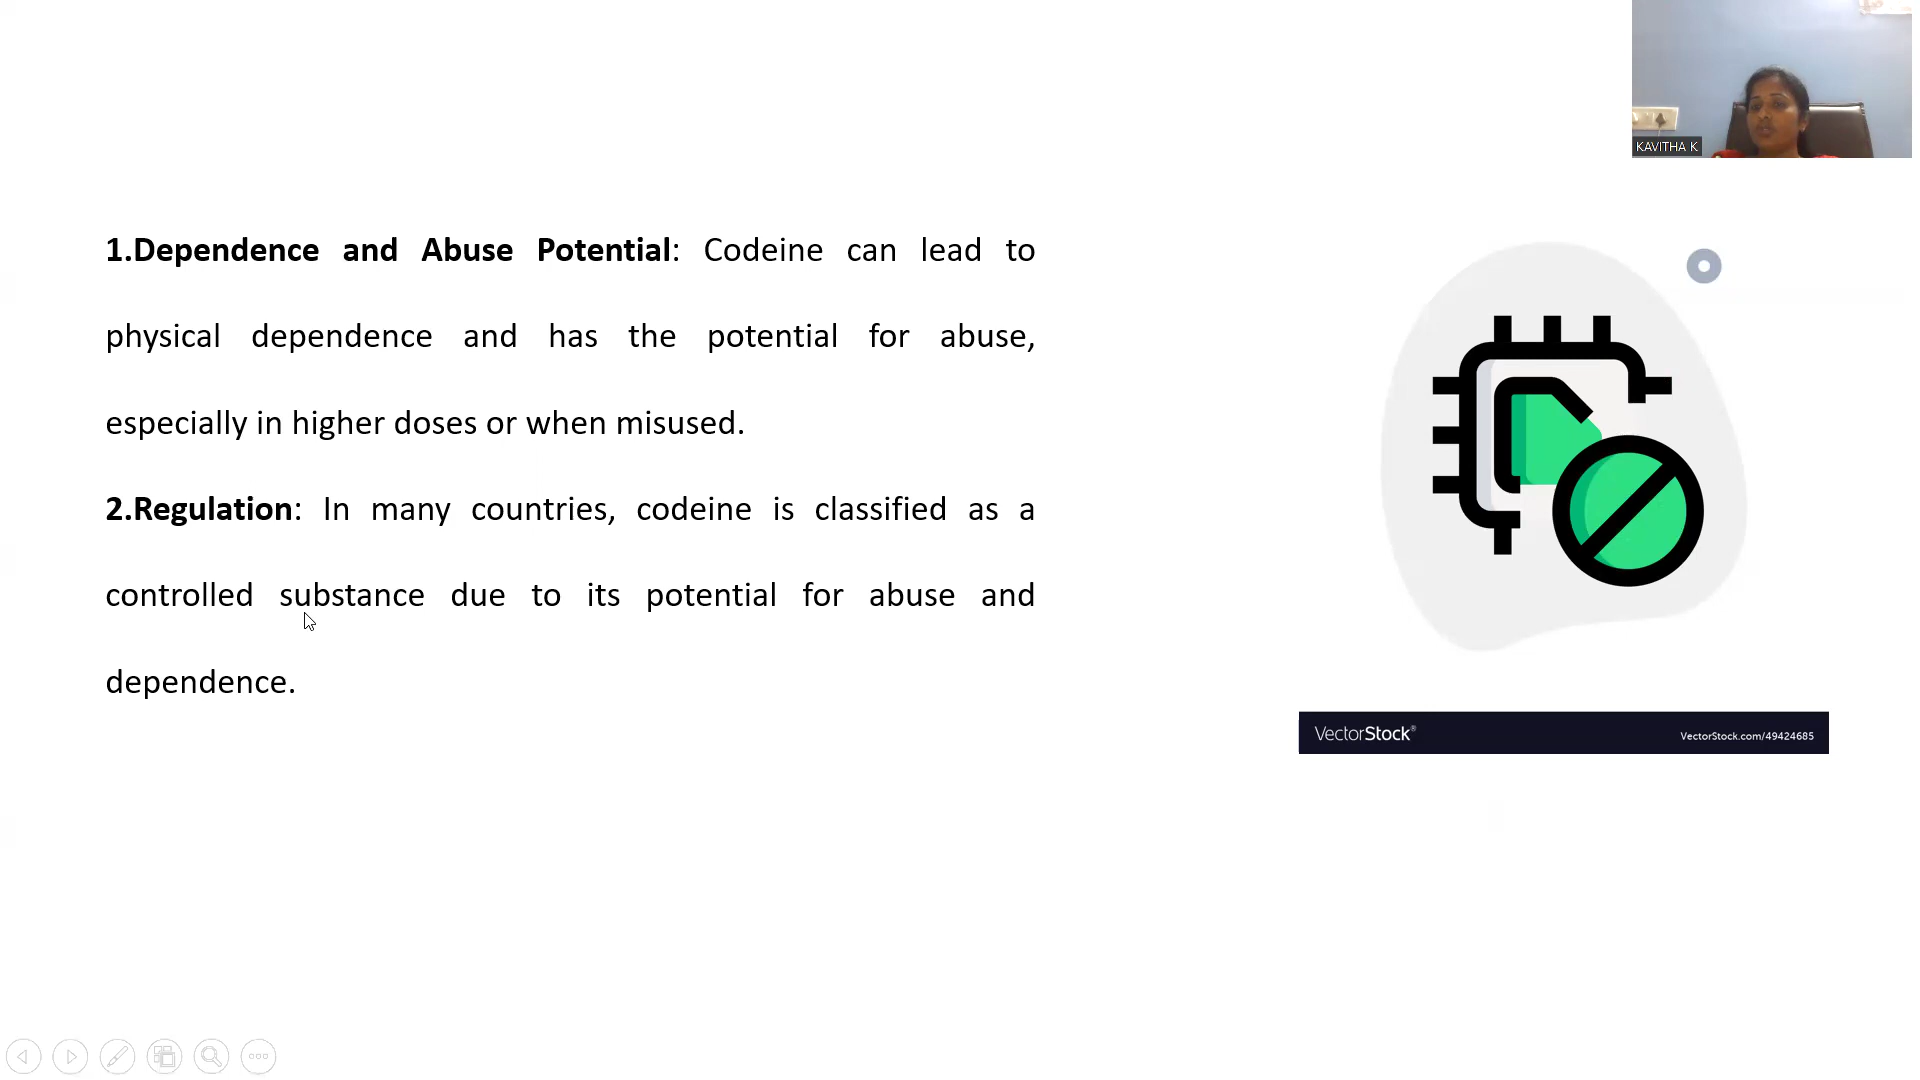 KAVITHA K
1.Dependence and Abuse Potential: Codeine can lead to
physical dependence and has the potential for abuse,
especially in higher doses or when misused.
2.Regulation: In many countries, codeine is classified as a
controlled substance due to its potential for abuse and
dependence.
VectorStock®
VectorStock.com/49424685